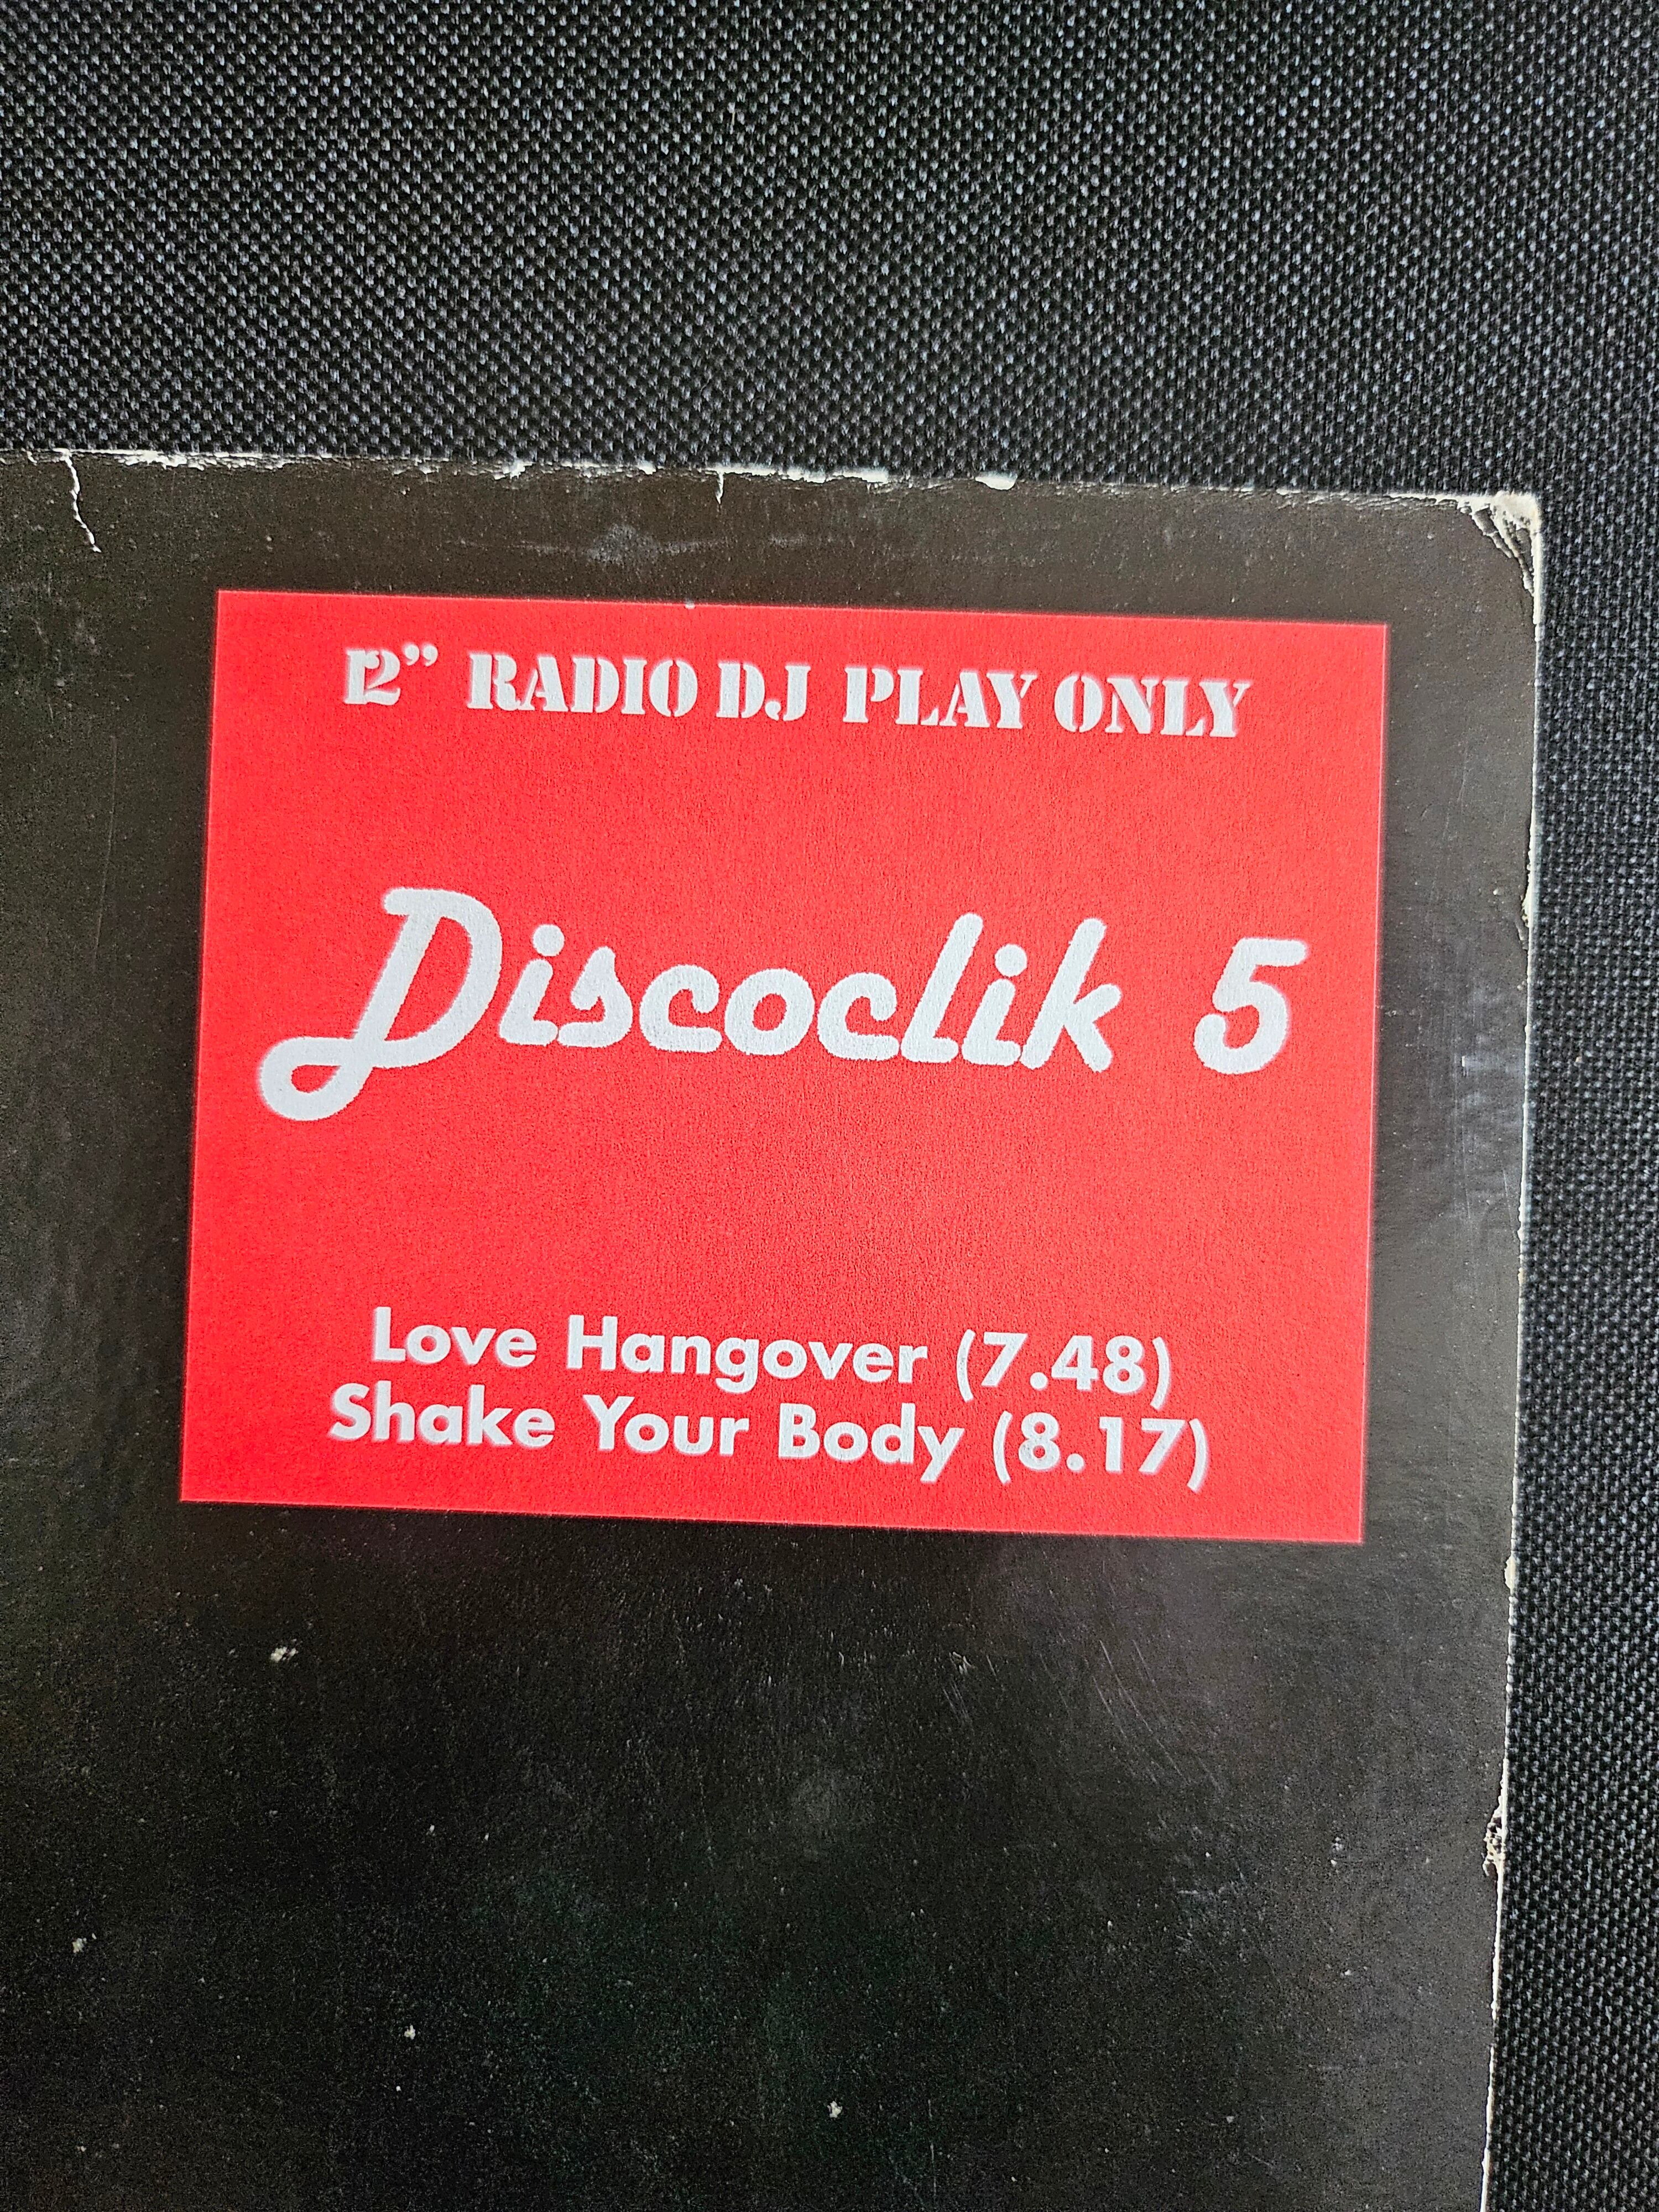 12” RADIO DJ PLAY ONLY
Discoclik 5
Love Hangover (7.48)
Shake Your Body (8.17)